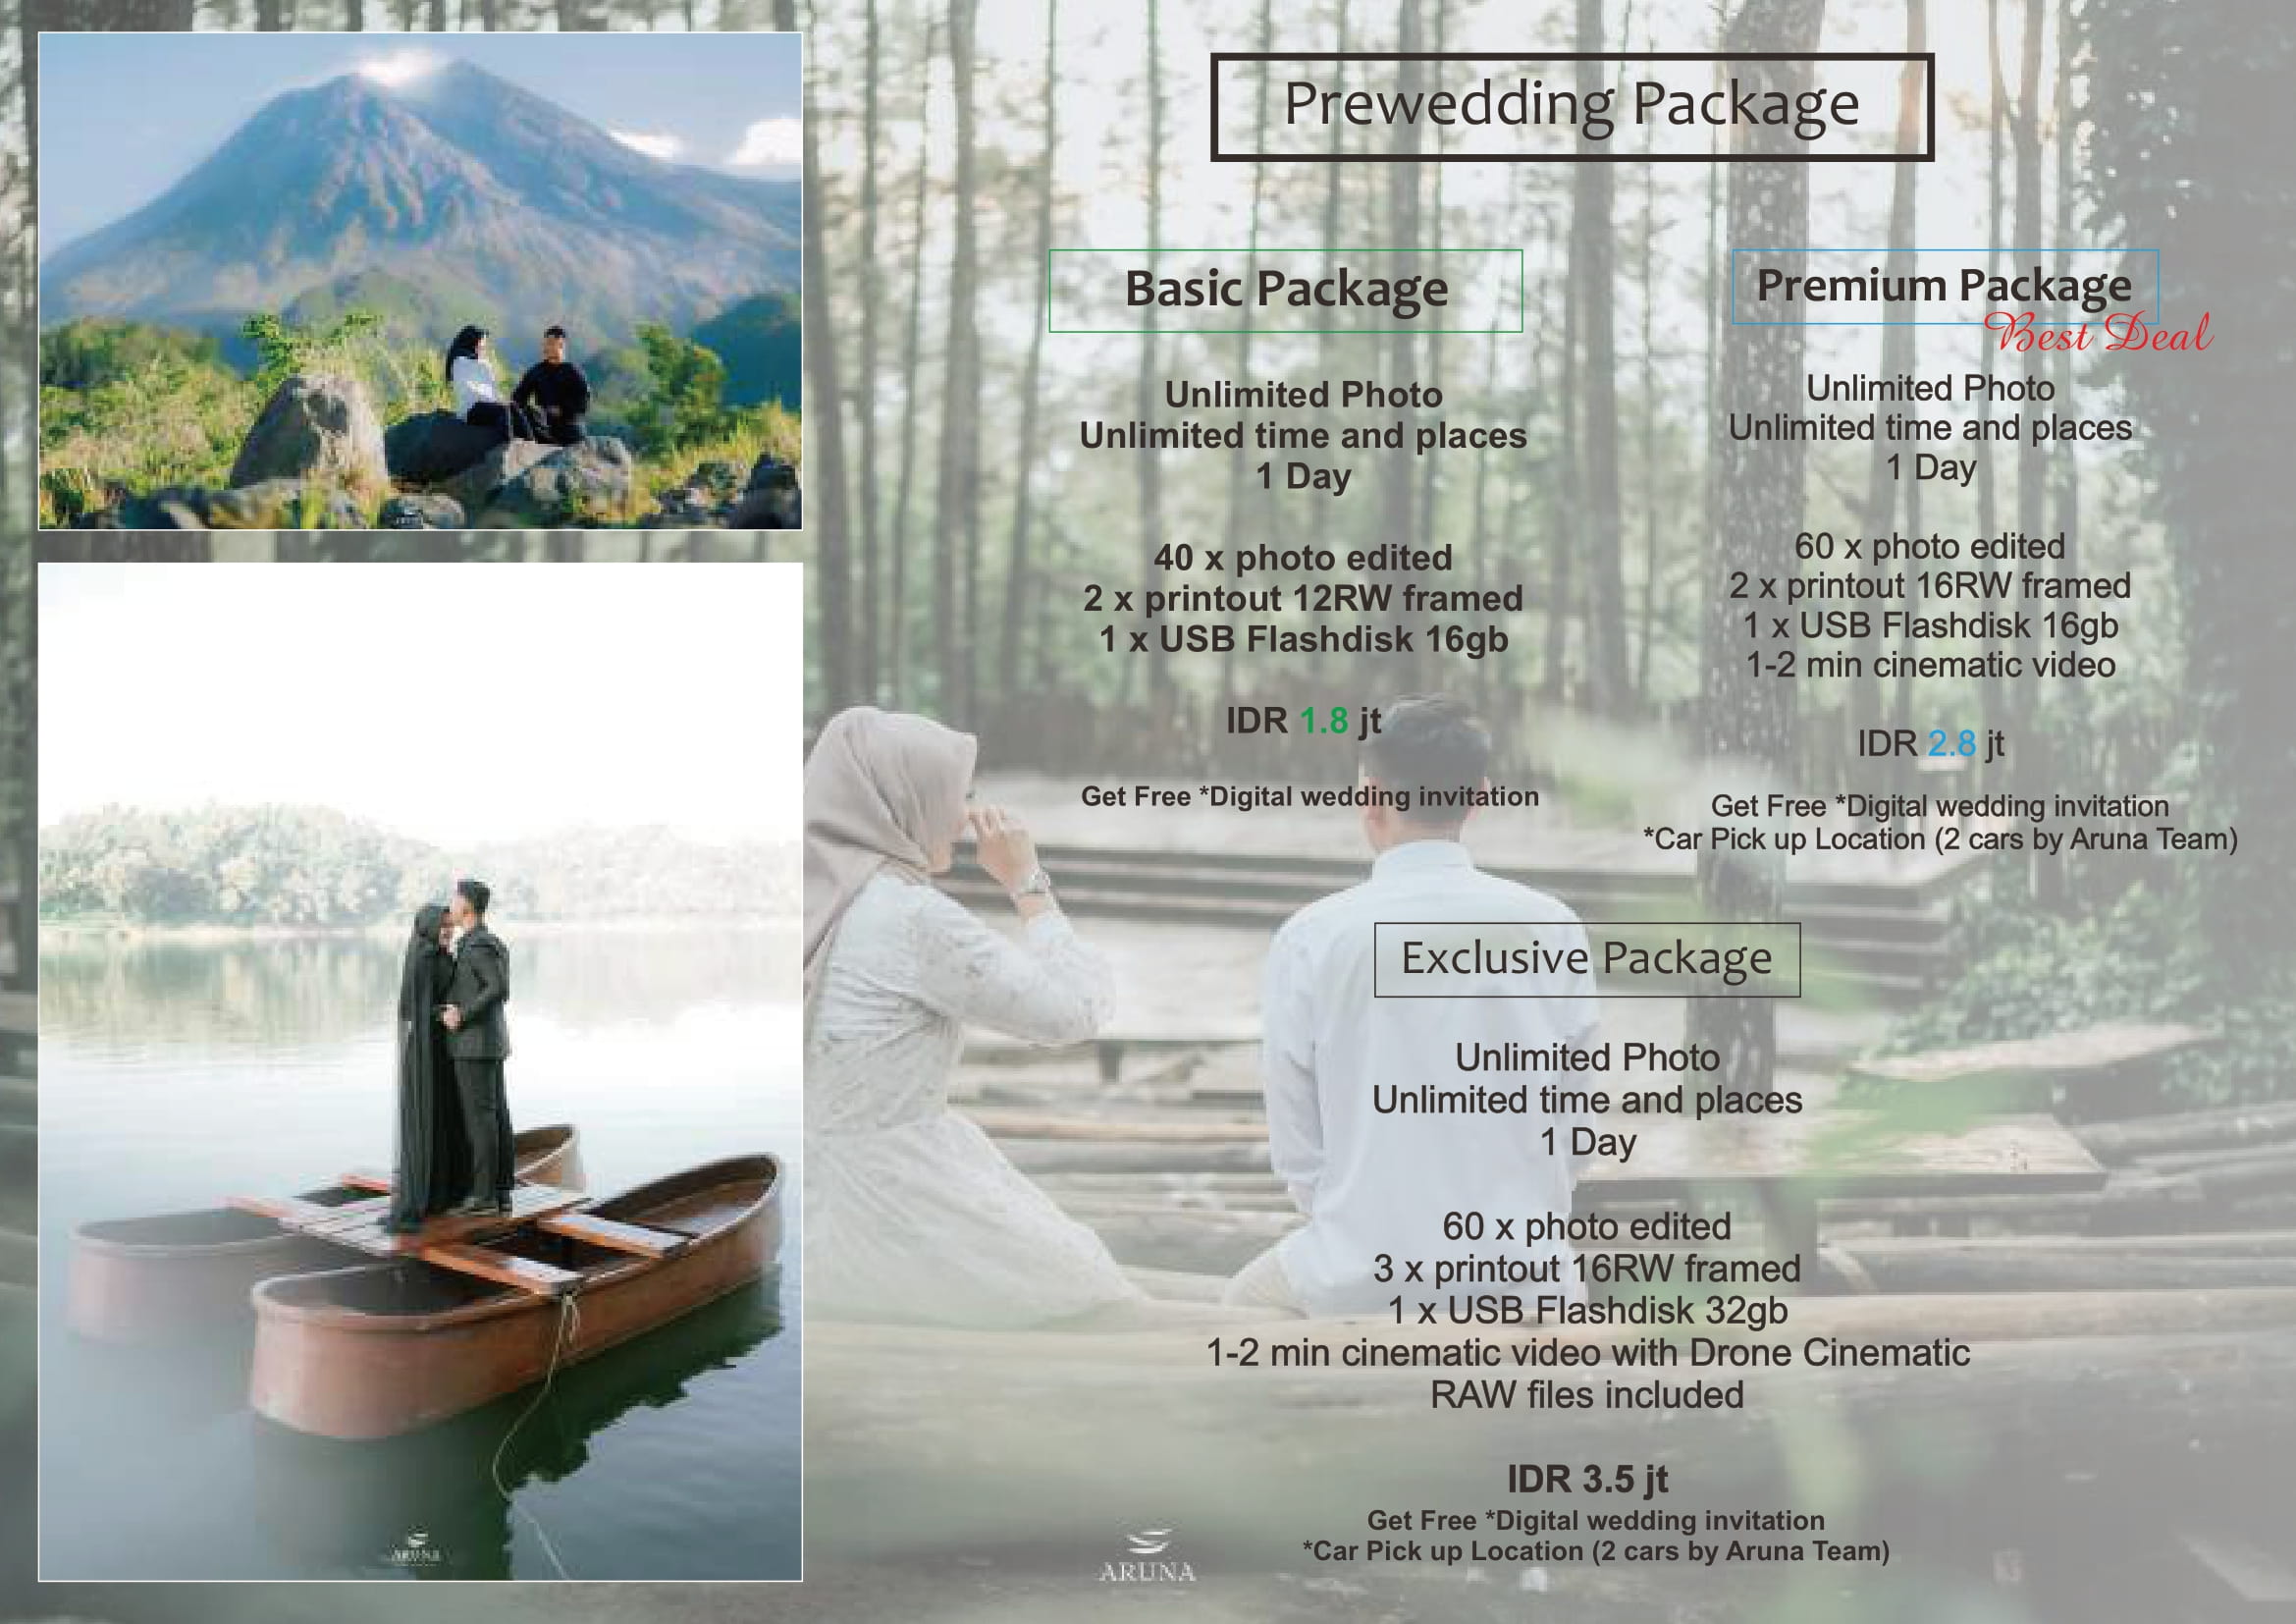 Prewedding Package
Basic Package
Unlimited Photo
Unlimited time and places
1 Day
40 x photo edited
2 x printout 12RW framed
1 x USB Flashdisk 16gb
IDR 1.8 jt
Get Free *Digital wedding invitation
Premium Package
Best Deal
Unlimited Photo
Unlimited time and places
1 Day
60 x photo edited
2 x printout 16RW framed
1 x USB Flashdisk 16gb
1-2 min cinematic video
IDR 2.8 jt
Get Free *Digital wedding invitation
*Car Pick up Location (2 cars by Aruna Team)
Exclusive Package
Unlimited Photo
Unlimited time and places
1 Day
60 x photo edited
3 x printout 16RW framed
1 x USB Flashdisk 32gb
1-2 min cinematic video with Drone Cinematic
RAW files included
IDR 3.5 jt
Get Free *Digital wedding invitation
*Car Pick up Location (2 cars by Aruna Team)
ARUNA
ARUNA